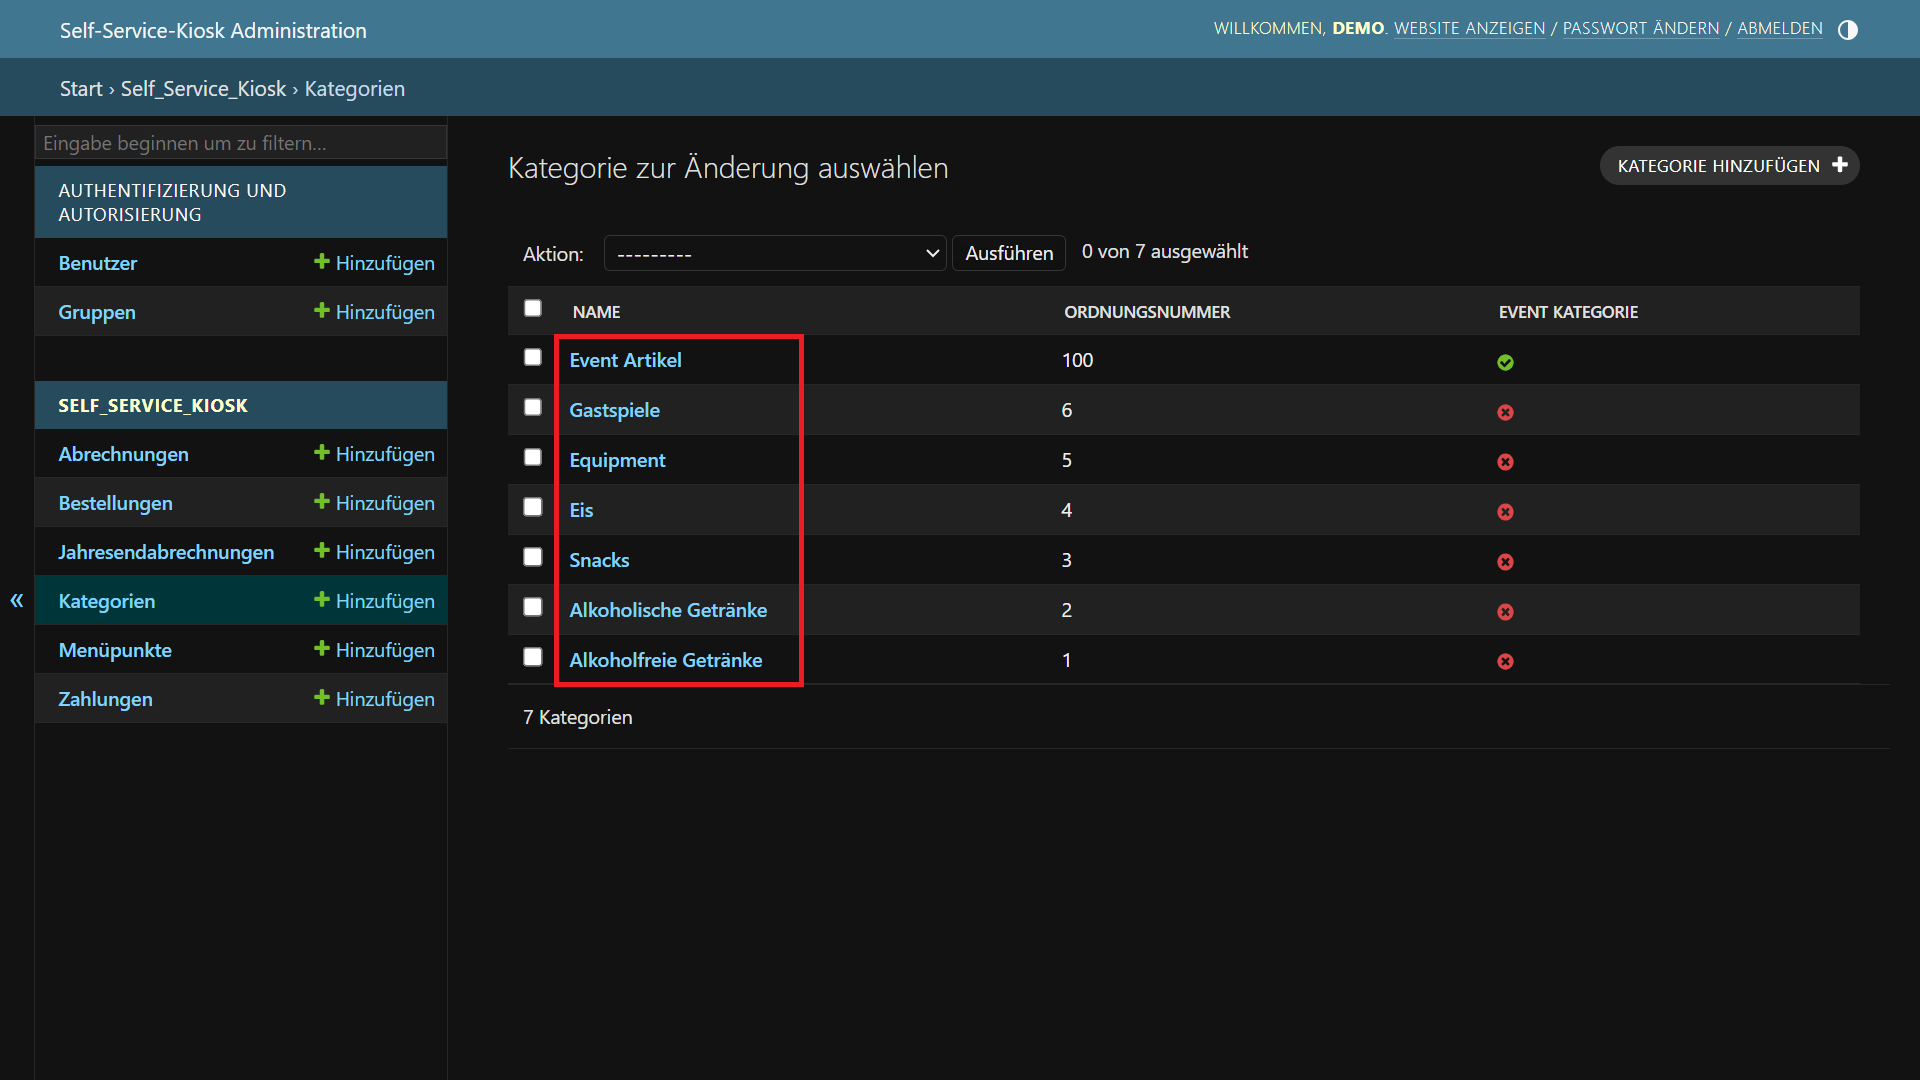 Self-Service-Kiosk Administration
WILLKOMMEN, DEMO. WEBSITE ANZEIGEN / PASSWORT ÄNDERN / ABMELDEN
Start › Self_Service_Kiosk › Kategorien
Eingabe beginnen um zu filtern...
AUTHENTIFIZIERUNG UND
AUTORISIERUNG
Benutzer Hinzufügen
Gruppen Hinzufügen
SELF_SERVICE_KIOSK
Abrechnungen Hinzufügen
Bestellungen Hinzufügen
Jahresendabrechnungen Hinzufügen
Kategorien Hinzufügen
Menüpunkte Hinzufügen
Zahlungen Hinzufügen
«
Kategorie zur Änderung auswählen
KATEGORIE HINZUFÜGEN
Aktion: --------- Ausführen 0 von 7 ausgewählt
NAME ORDNUNGSNUMMER EVENT KATEGORIE
Event Artikel 100
Gastspiele 6
Equipment 5
Eis 4
Snacks 3
Alkoholische Getränke 2
Alkoholfreie Getränke 1
7 Kategorien